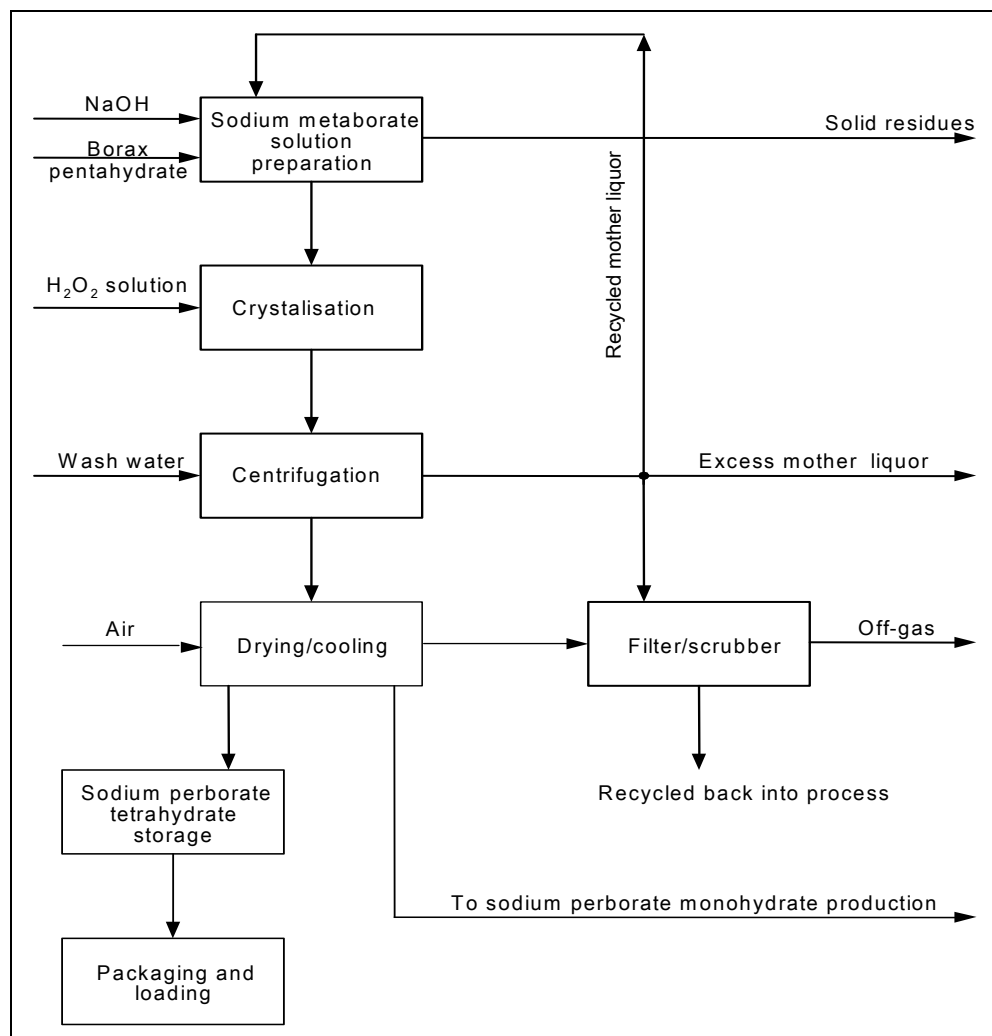 NaOH
Borax
pentahydrate
Sodium metaborate
solution
preparation
Solid residues
Recycled mother liquor
H₂O₂ solution
Crystalisation
Wash water
Centrifugation
Excess mother liquor
Air
Drying/cooling
Filter/scrubber
Off-gas
Sodium perborate
tetrahydrate
storage
Recycled back into process
To sodium perborate monohydrate production
Packaging and
loading